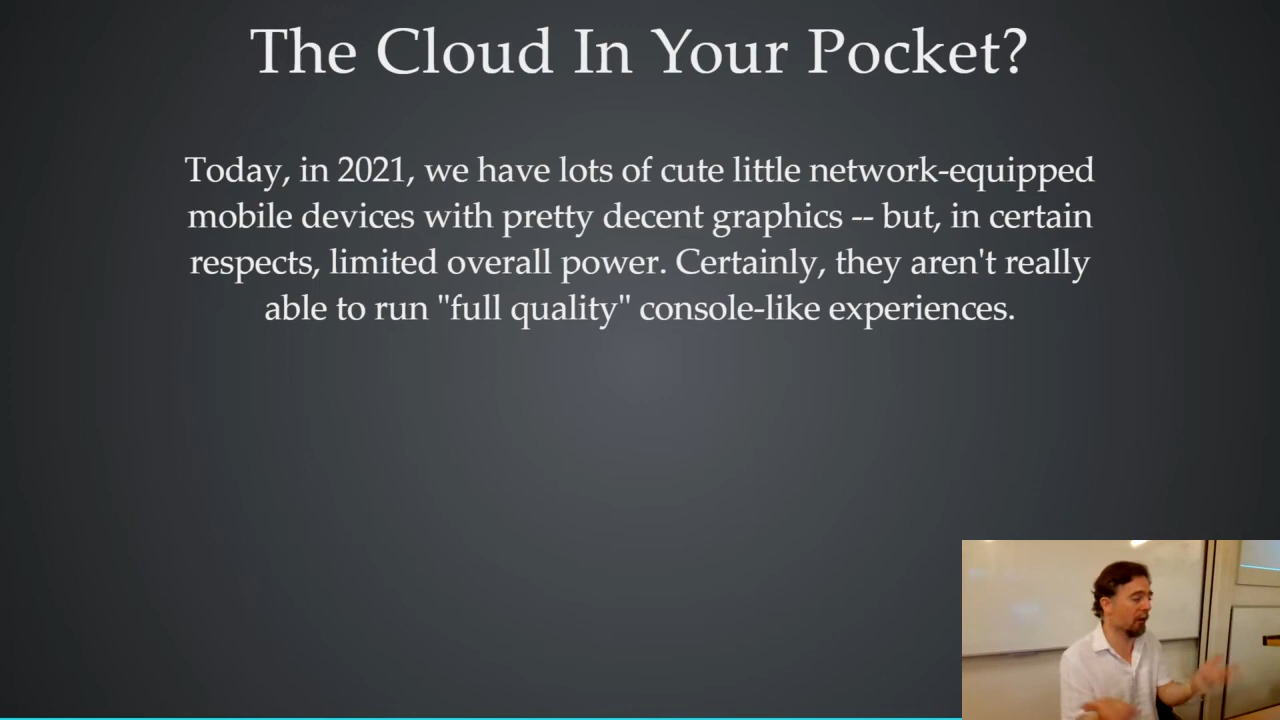 The Cloud In Your Pocket?
Today, in 2021, we have lots of cute little network-equipped
mobile devices with pretty decent graphics -- but, in certain
respects, limited overall power. Certainly, they aren't really
able to run "full quality" console-like experiences.